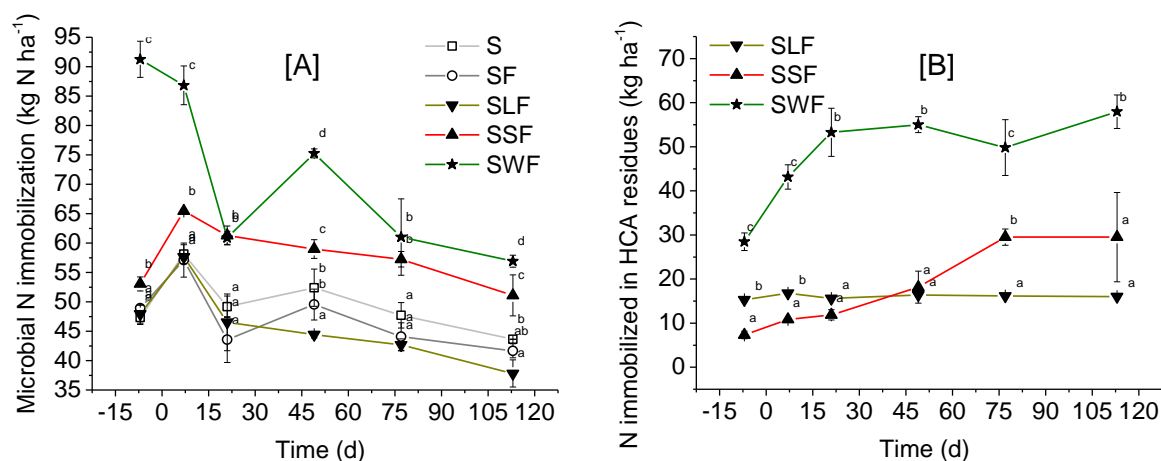 Microbial N immobilization (kg N ha⁻¹)
95
90
85
80
75
70
65
60
55
50
45
40
35
[A]
S
SF
SLF
SSF
SWF
c
c
d
b
b
b
b
b
b
c
b
d
c
a
a
a
a
a
a
a
a
a
b
a
a
a
b
ab
a
-15 0 15 30 45 60 75 90 105 120
Time (d)
N immobilized in HCA residues (kg ha⁻¹)
70
60
50
40
30
20
10
0
SLF
SSF
SWF
[B]
c
c
b
b
c
b
b
b
a
a
a
a
a
a
b
a
a
a
-15 0 15 30 45 60 75 90 105 120
Time (d)